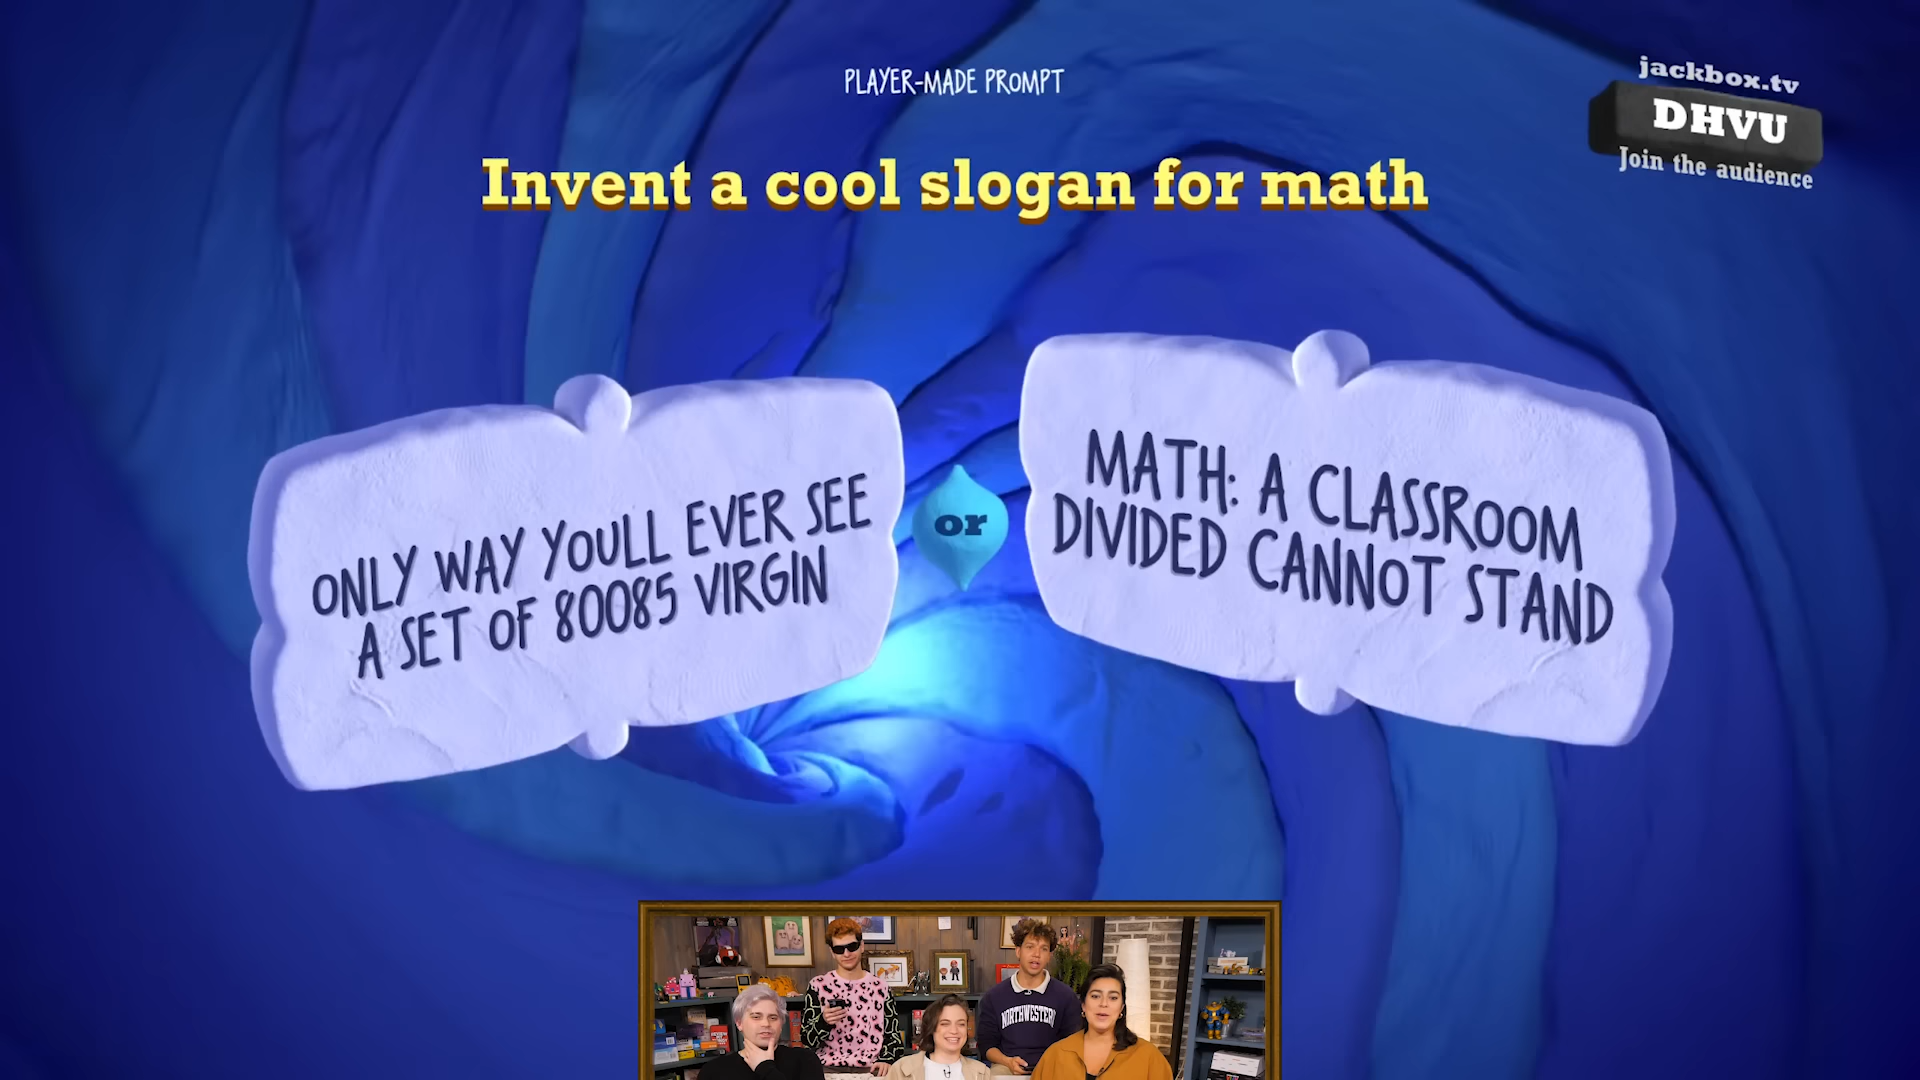 PLAYER-MADE PROMPT
jackbox.tv
DHVU
Join the audience
Invent a cool slogan for math
ONLY WAY YOULL EVER SEE
A SET OF 80085 VIRGIN
or
MATH: A CLASSROOM
DIVIDED CANNOT STAND
NORTHWESTERN